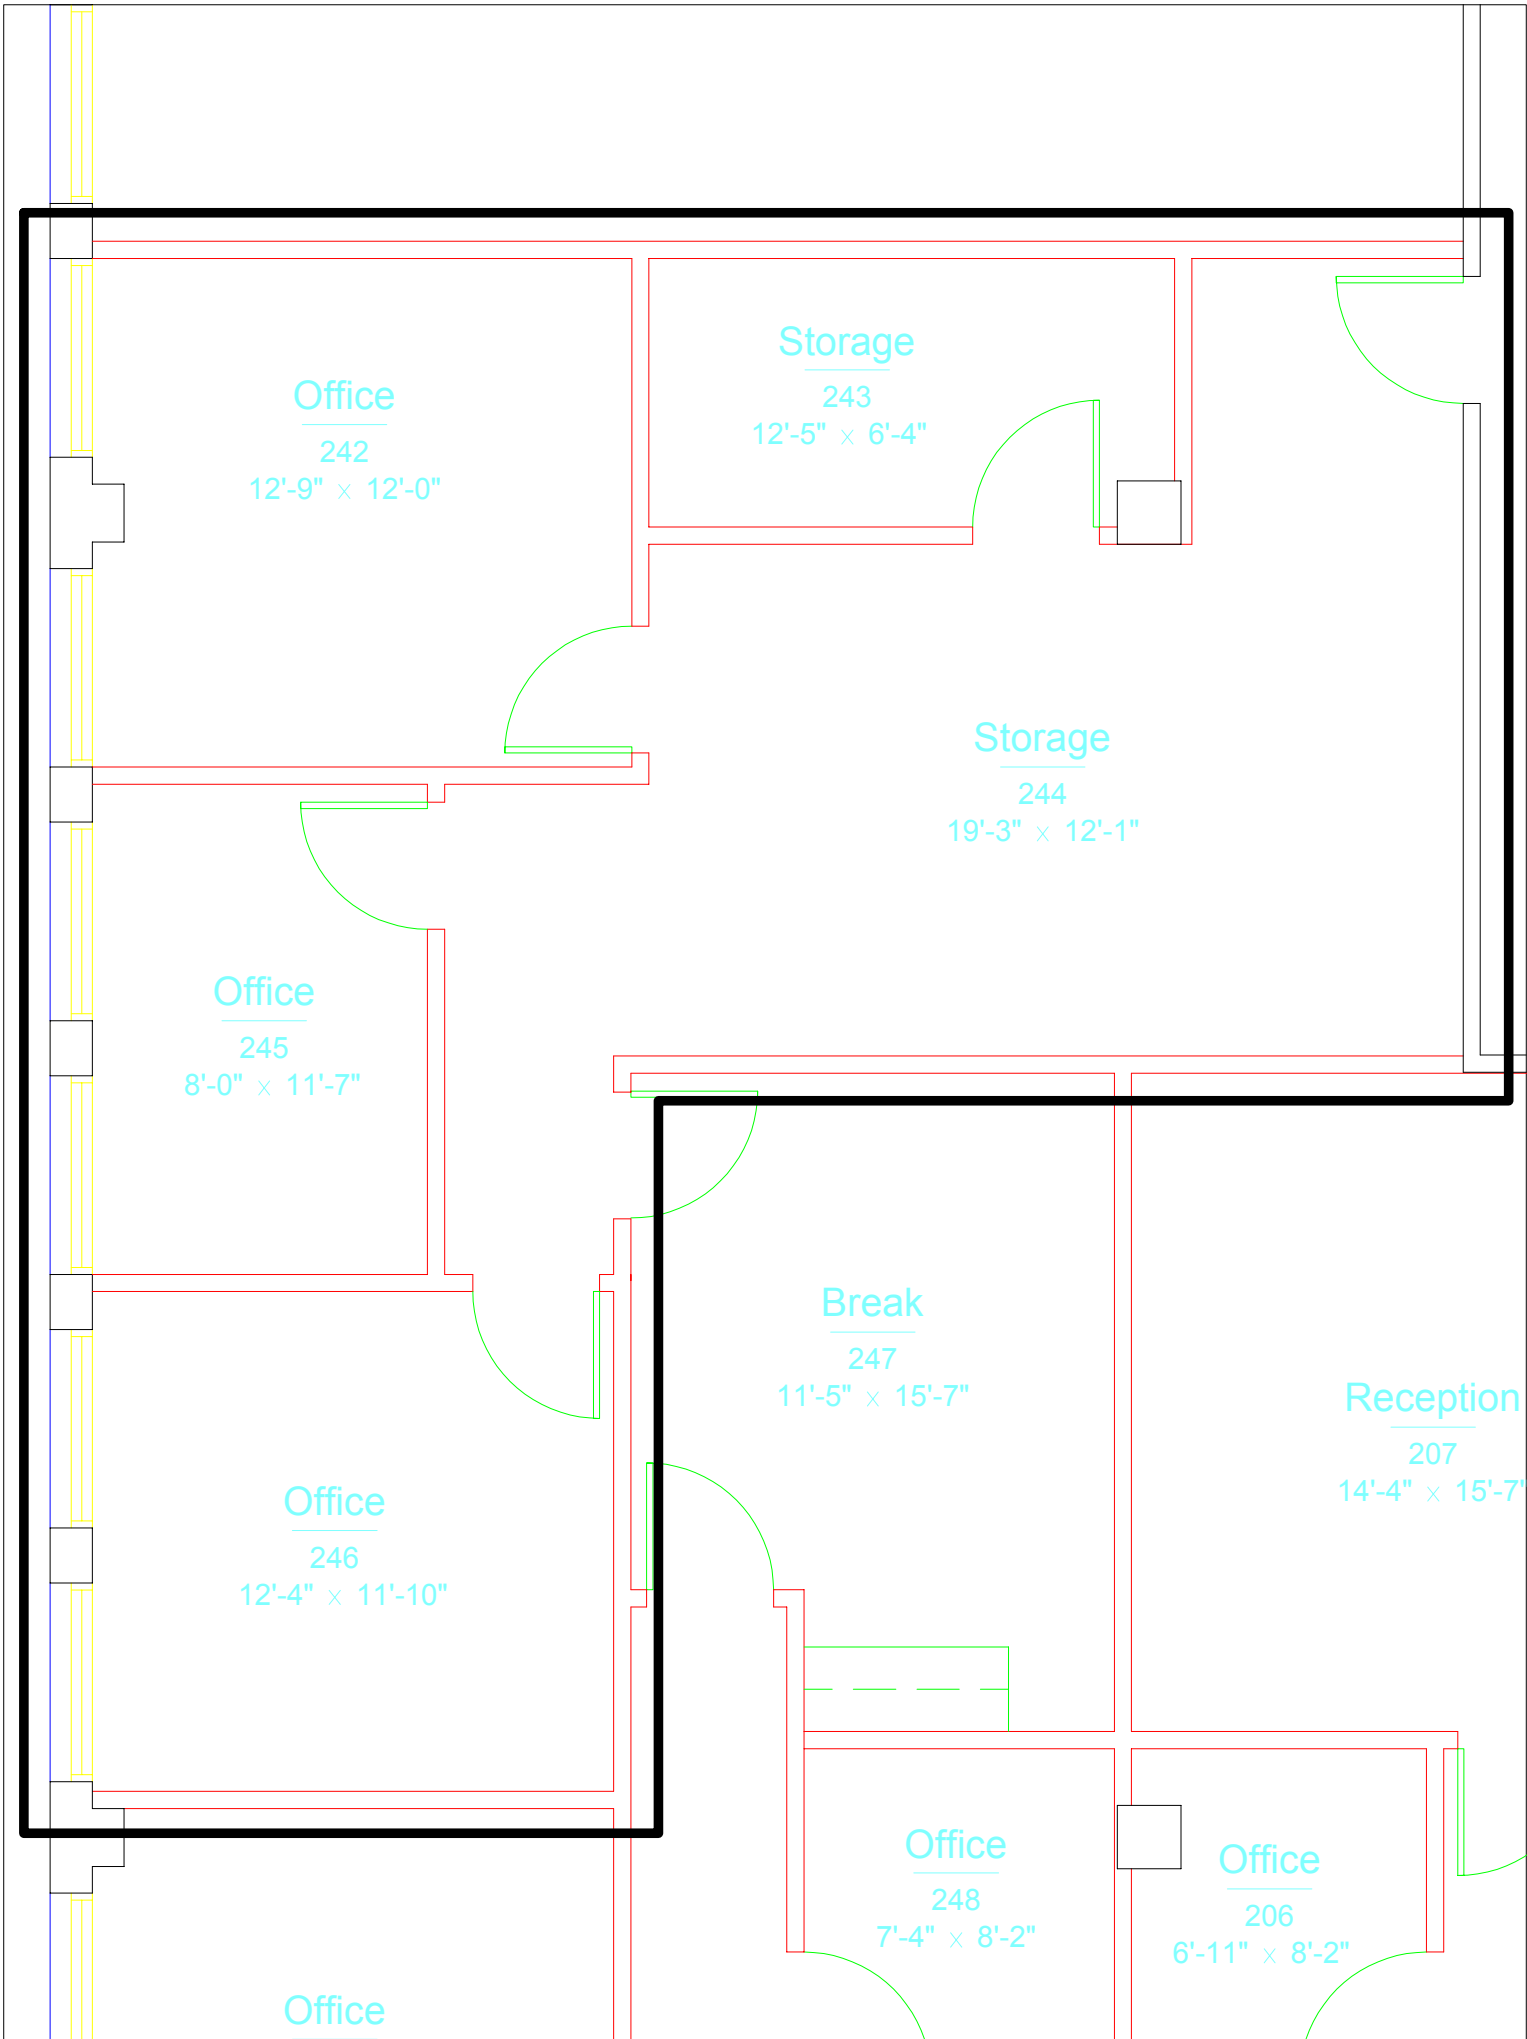 Storage
243
12'-5" x 6'-4"
Office
242
12'-9" x 12'-0"
Storage
244
19'-3" x 12'-1"
Office
245
8'-0" x 11'-7"
Break
247
11'-5" x 15'-7"
Reception
207
14'-4" x 15'-7"
Office
246
12'-4" x 11'-10"
Office
248
7'-4" x 8'-2"
Office
206
6'-11" x 8'-2"
Office